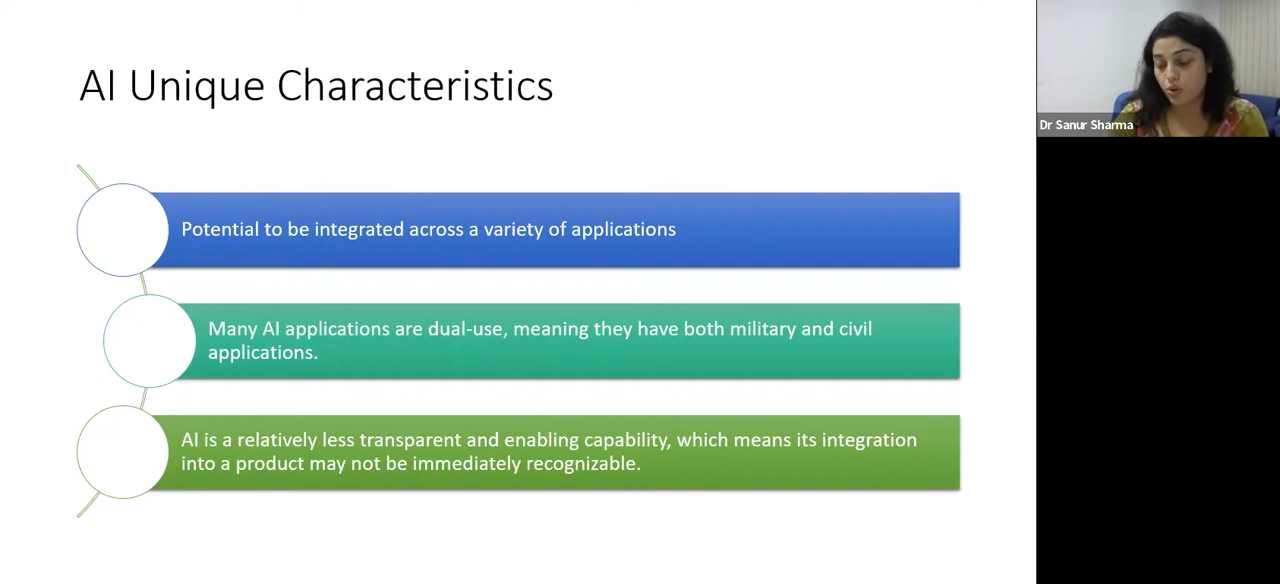 AI Unique Characteristics
Dr Sanur Sharma
Potential to be integrated across a variety of applications
Many AI applications are dual-use, meaning they have both military and civil
applications.
AI is a relatively less transparent and enabling capability, which means its integration
into a product may not be immediately recognizable.